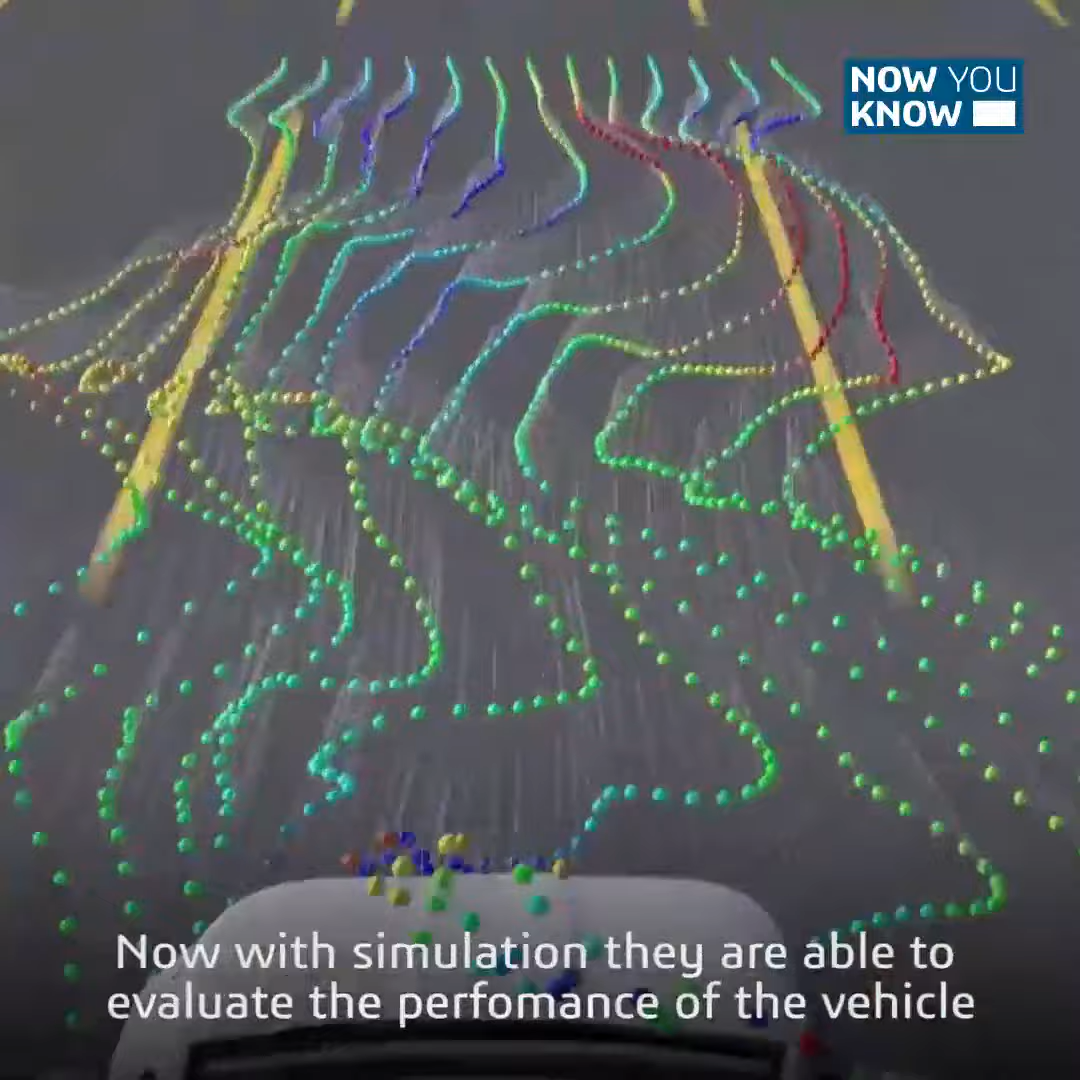 NOW YOU
KNOW
Now with simulation they are able to
evaluate the perfomance of the vehicle